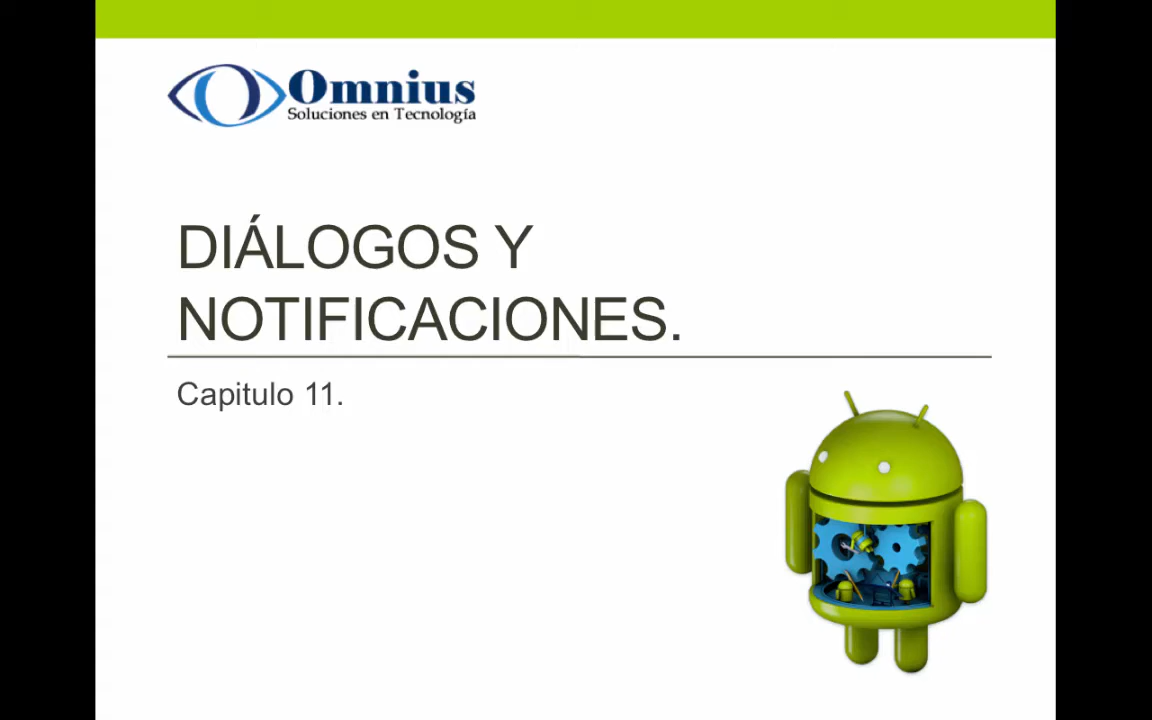 Omnius
Soluciones en Tecnología
DIÁLOGOS Y
NOTIFICACIONES.
Capitulo 11.